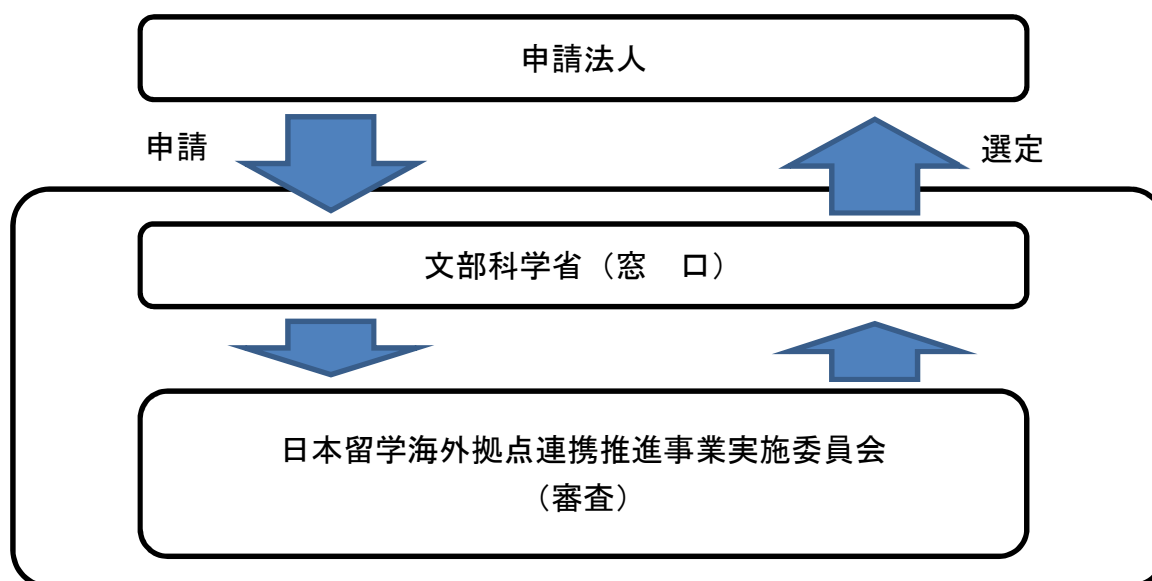 申請法人
申請
選定
文部科学省（窓　口）
日本留学海外拠点連携推進事業実施委員会
（審査）